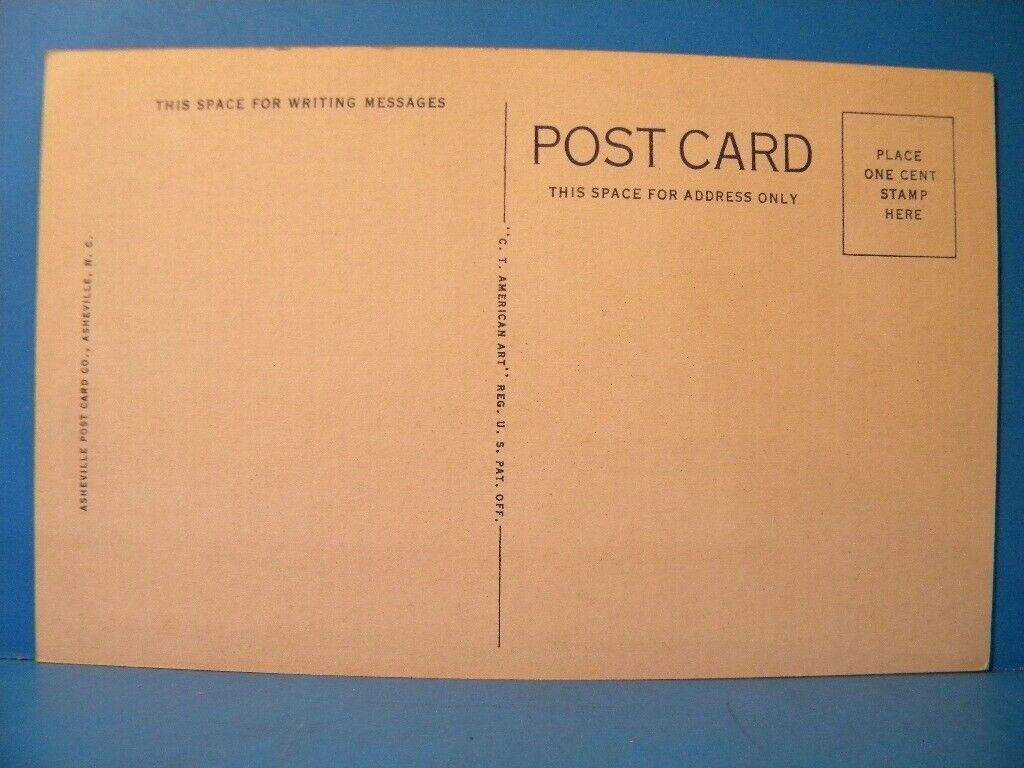 THIS SPACE FOR WRITING MESSAGES
ASHEVILLE POST CARD CO., ASHEVILLE, N. C.
"C. T. AMERICAN ART" REG. U. S. PAT. OFF.
POST CARD
THIS SPACE FOR ADDRESS ONLY
PLACE
ONE CENT
STAMP
HERE